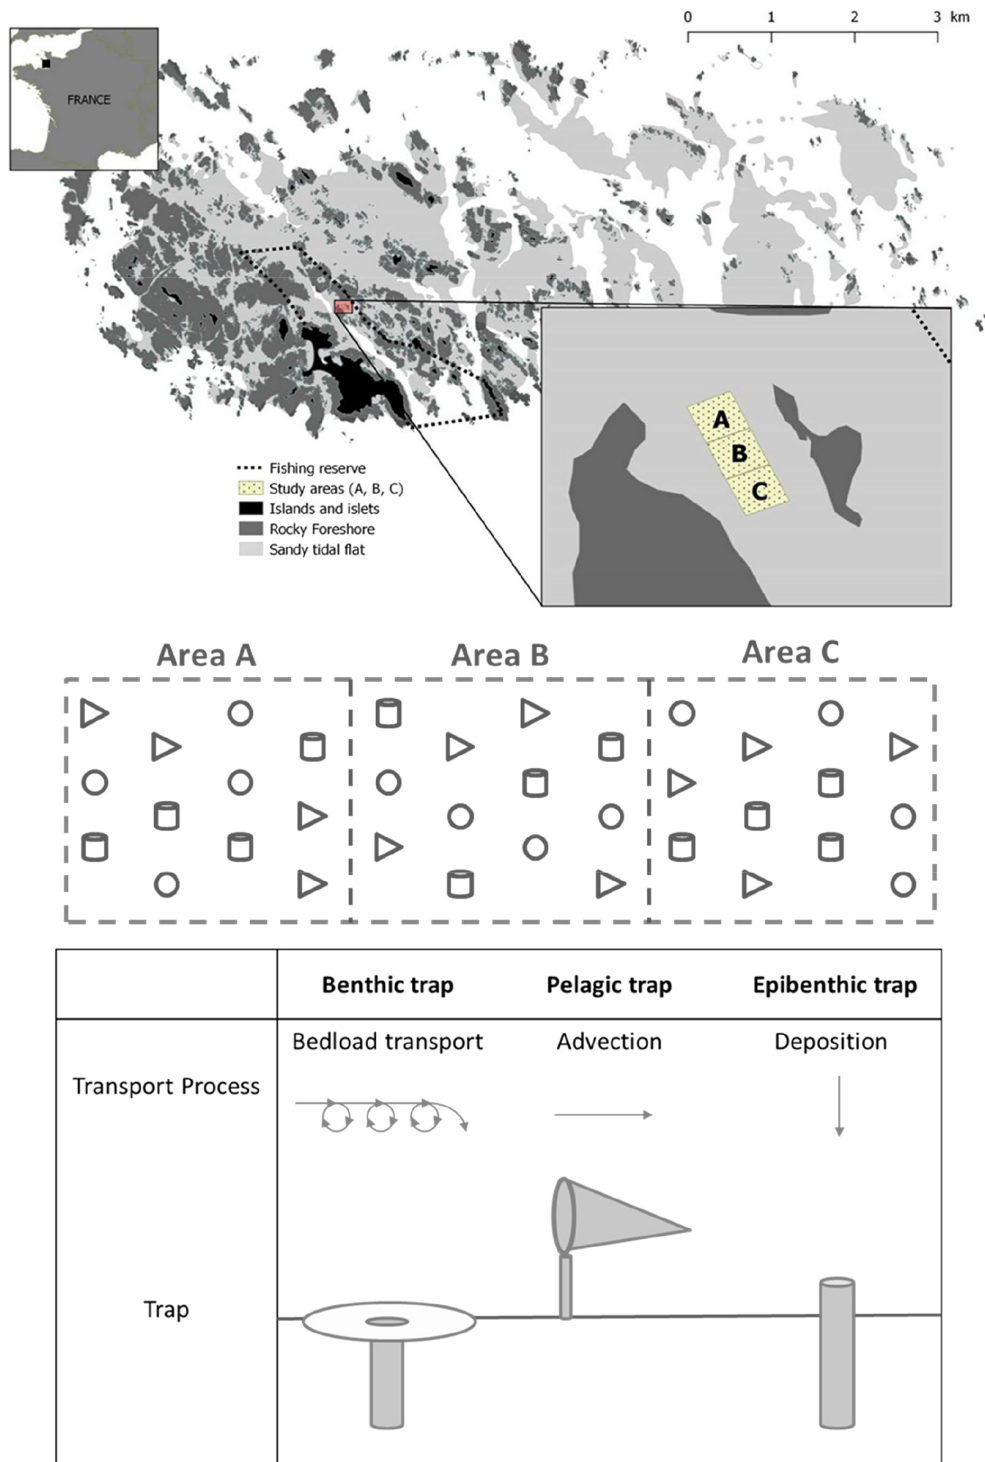 0 1 2 3 km
FRANCE
Fishing reserve
Study areas (A, B, C)
Islands and islets
Rocky Foreshore
Sandy tidal flat
A
B
C
Area A Area B Area C
Benthic trap Pelagic trap Epibenthic trap
Bedload transport Advection Deposition
Transport Process
Trap